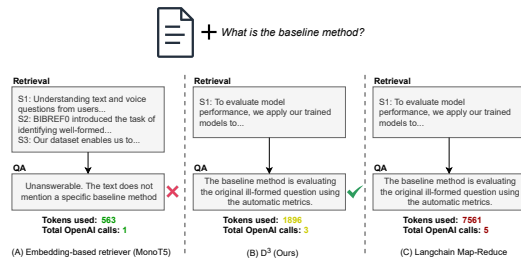 + What is the baseline method?
Retrieval
S1: Understanding text and voice
questions from users...
S2: BIBREF0 introduced the task of
identifying well-formed...
S3: Our dataset enables us to...
QA
Unanswerable. The text does not
mention a specific baseline method
Tokens used: 563
Total OpenAI calls: 1
(A) Embedding-based retriever (MonoT5)
Retrieval
S1: To evaluate model
performance, we apply our trained
models to...
QA
The baseline method is evaluating
the original ill-formed question using
the automatic metrics.
Tokens used: 1896
Total OpenAI calls: 3
(B) D³ (Ours)
Retrieval
S1: To evaluate model
performance, we apply our trained
models to...
QA
The baseline method is evaluating
the original ill-formed question using
the automatic metrics.
Tokens used: 7561
Total OpenAI calls: 5
(C) Langchain Map-Reduce